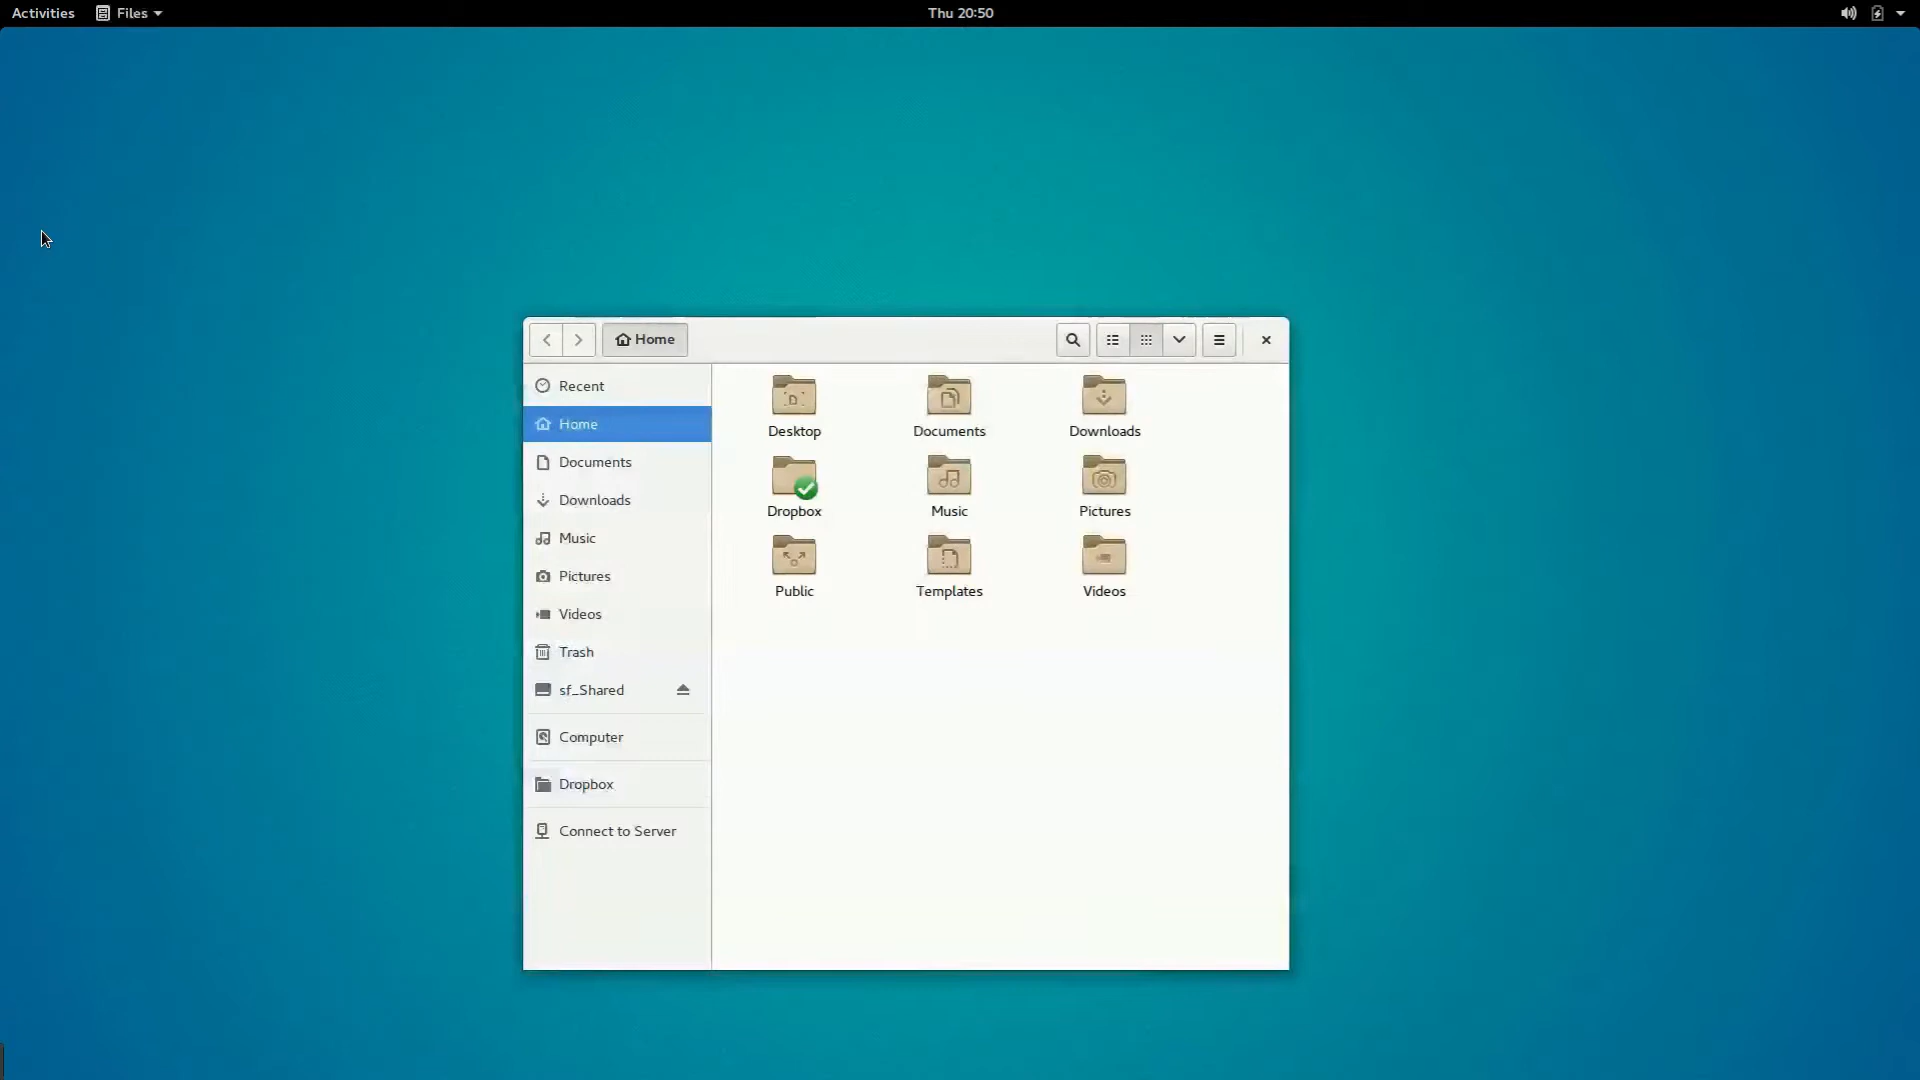 Activities Files Thu 20:50
Home
Recent
Home
Documents
Downloads
Music
Pictures
Videos
Trash
sf_Shared
Computer
Dropbox
Connect to Server
Desktop Documents Downloads
Dropbox Music Pictures
Public Templates Videos